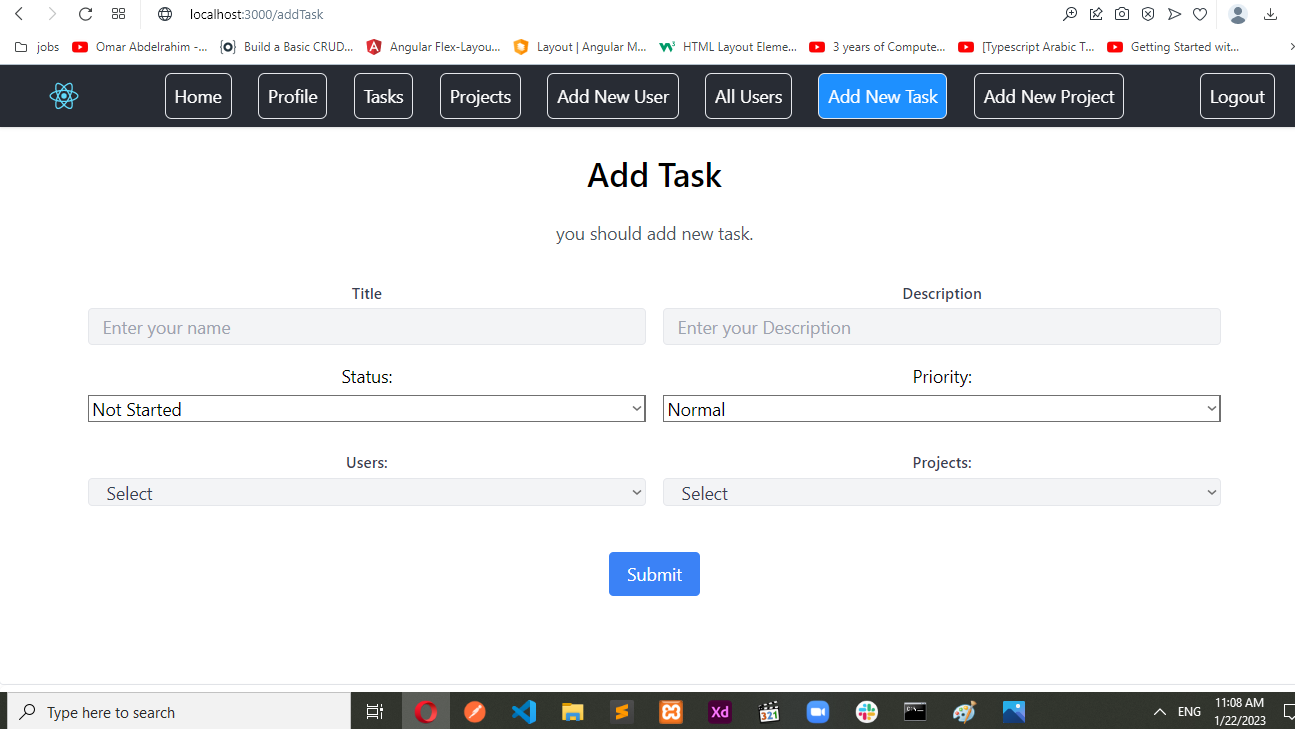 localhost:3000/addTask
jobs Omar Abdelrahim -... Build a Basic CRUD... Angular Flex-Layou... Layout | Angular M... HTML Layout Eleme... 3 years of Compute... [Typescript Arabic T... Getting Started wit...
Home Profile Tasks Projects Add New User All Users Add New Task Add New Project Logout
Add Task
you should add new task.
Title Description
Enter your name Enter your Description
Status: Priority:
Not Started Normal
Users: Projects:
Select Select
Submit
Type here to search Xd 321 ENG 11:08 AM
1/22/2023